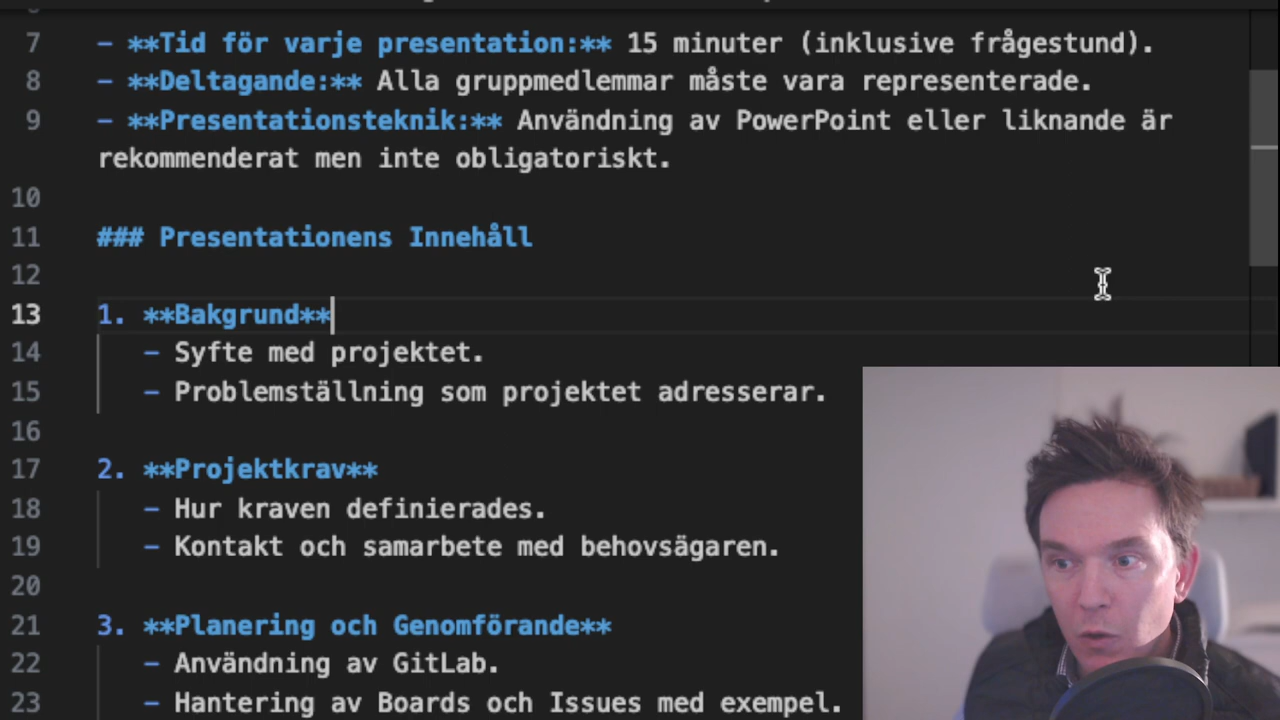 7 - **Tid för varje presentation:** 15 minuter (inklusive frågestund).
8 - **Deltagande:** Alla gruppmedlemmar måste vara representerade.
9 - **Presentationsteknik:** Användning av PowerPoint eller liknande är
rekommenderat men inte obligatoriskt.
10
11 ### Presentationens Innehåll
12
13 1. **Bakgrund**
14 - Syfte med projektet.
15 - Problemställning som projektet adresserar.
16
17 2. **Projektkrav**
18 - Hur kraven definierades.
19 - Kontakt och samarbete med behovsägaren.
20
21 3. **Planering och Genomförande**
22 - Användning av GitLab.
23 - Hantering av Boards och Issues med exempel.